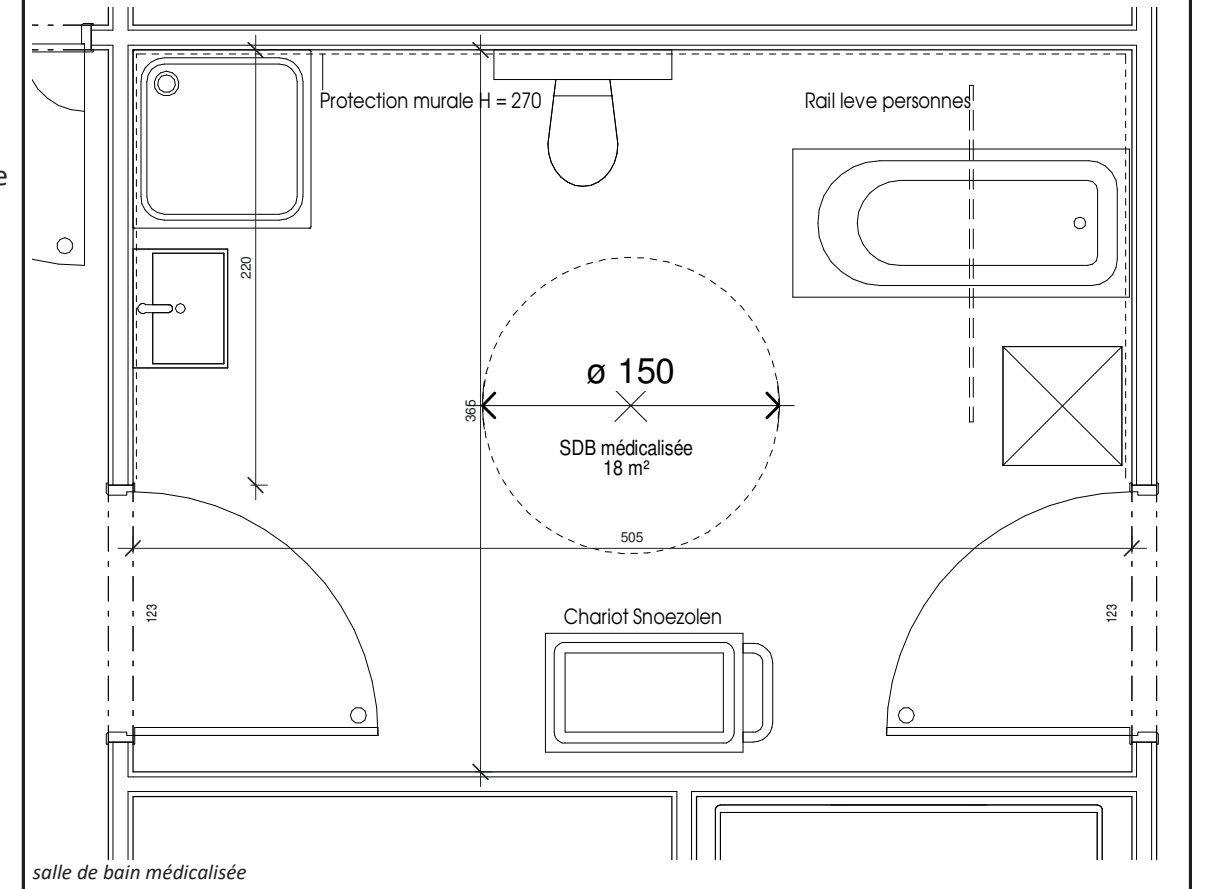 Protection murale H = 270
Rail leve personnes
e
220
ø 150
365
SDB médicalisée
18 m²
505
123
123
Chariot Snoezolen
salle de bain médicalisée